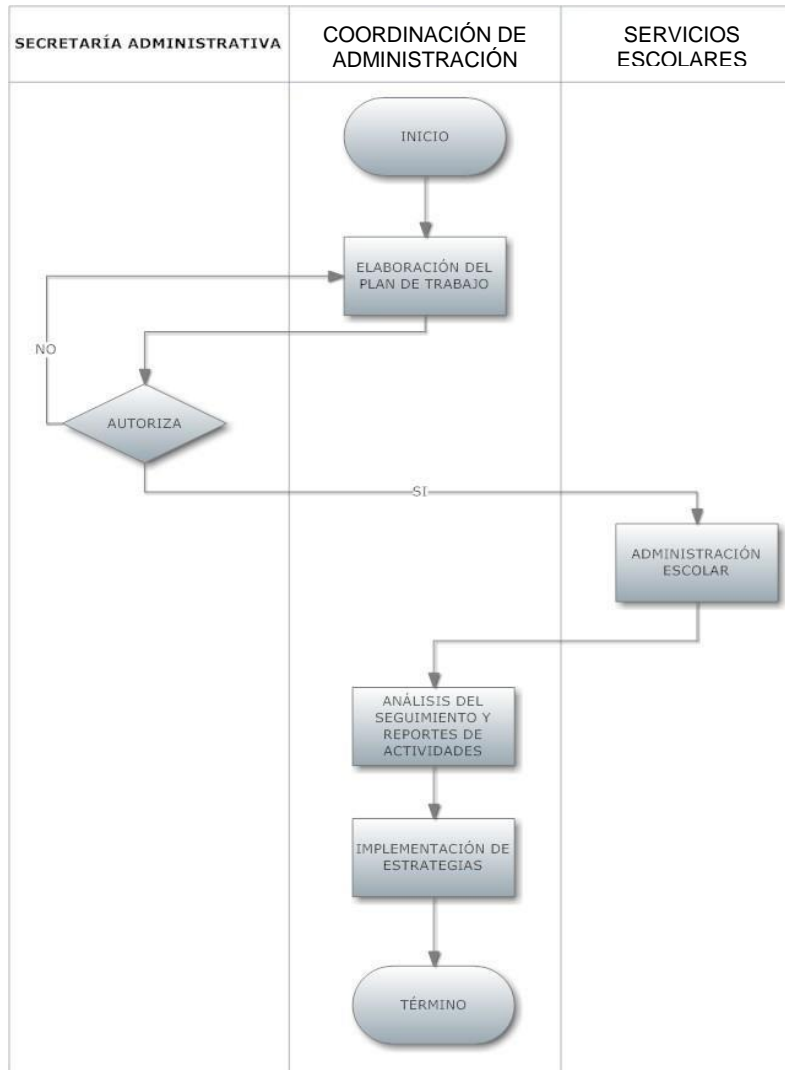 SECRETARÍA ADMINISTRATIVA
COORDINACIÓN DE
ADMINISTRACIÓN
SERVICIOS
ESCOLARES
INICIO
ELABORACIÓN DEL
PLAN DE TRABAJO
NO
AUTORIZA
SI
ADMINISTRACIÓN
ESCOLAR
ANÁLISIS DEL
SEGUIMIENTO Y
REPORTES DE
ACTIVIDADES
IMPLEMENTACIÓN DE
ESTRATEGIAS
TÉRMINO